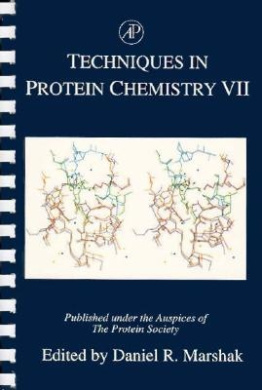 AP
TECHNIQUES IN
PROTEIN CHEMISTRY VII
Published under the Auspices of
The Protein Society
Edited by Daniel R. Marshak